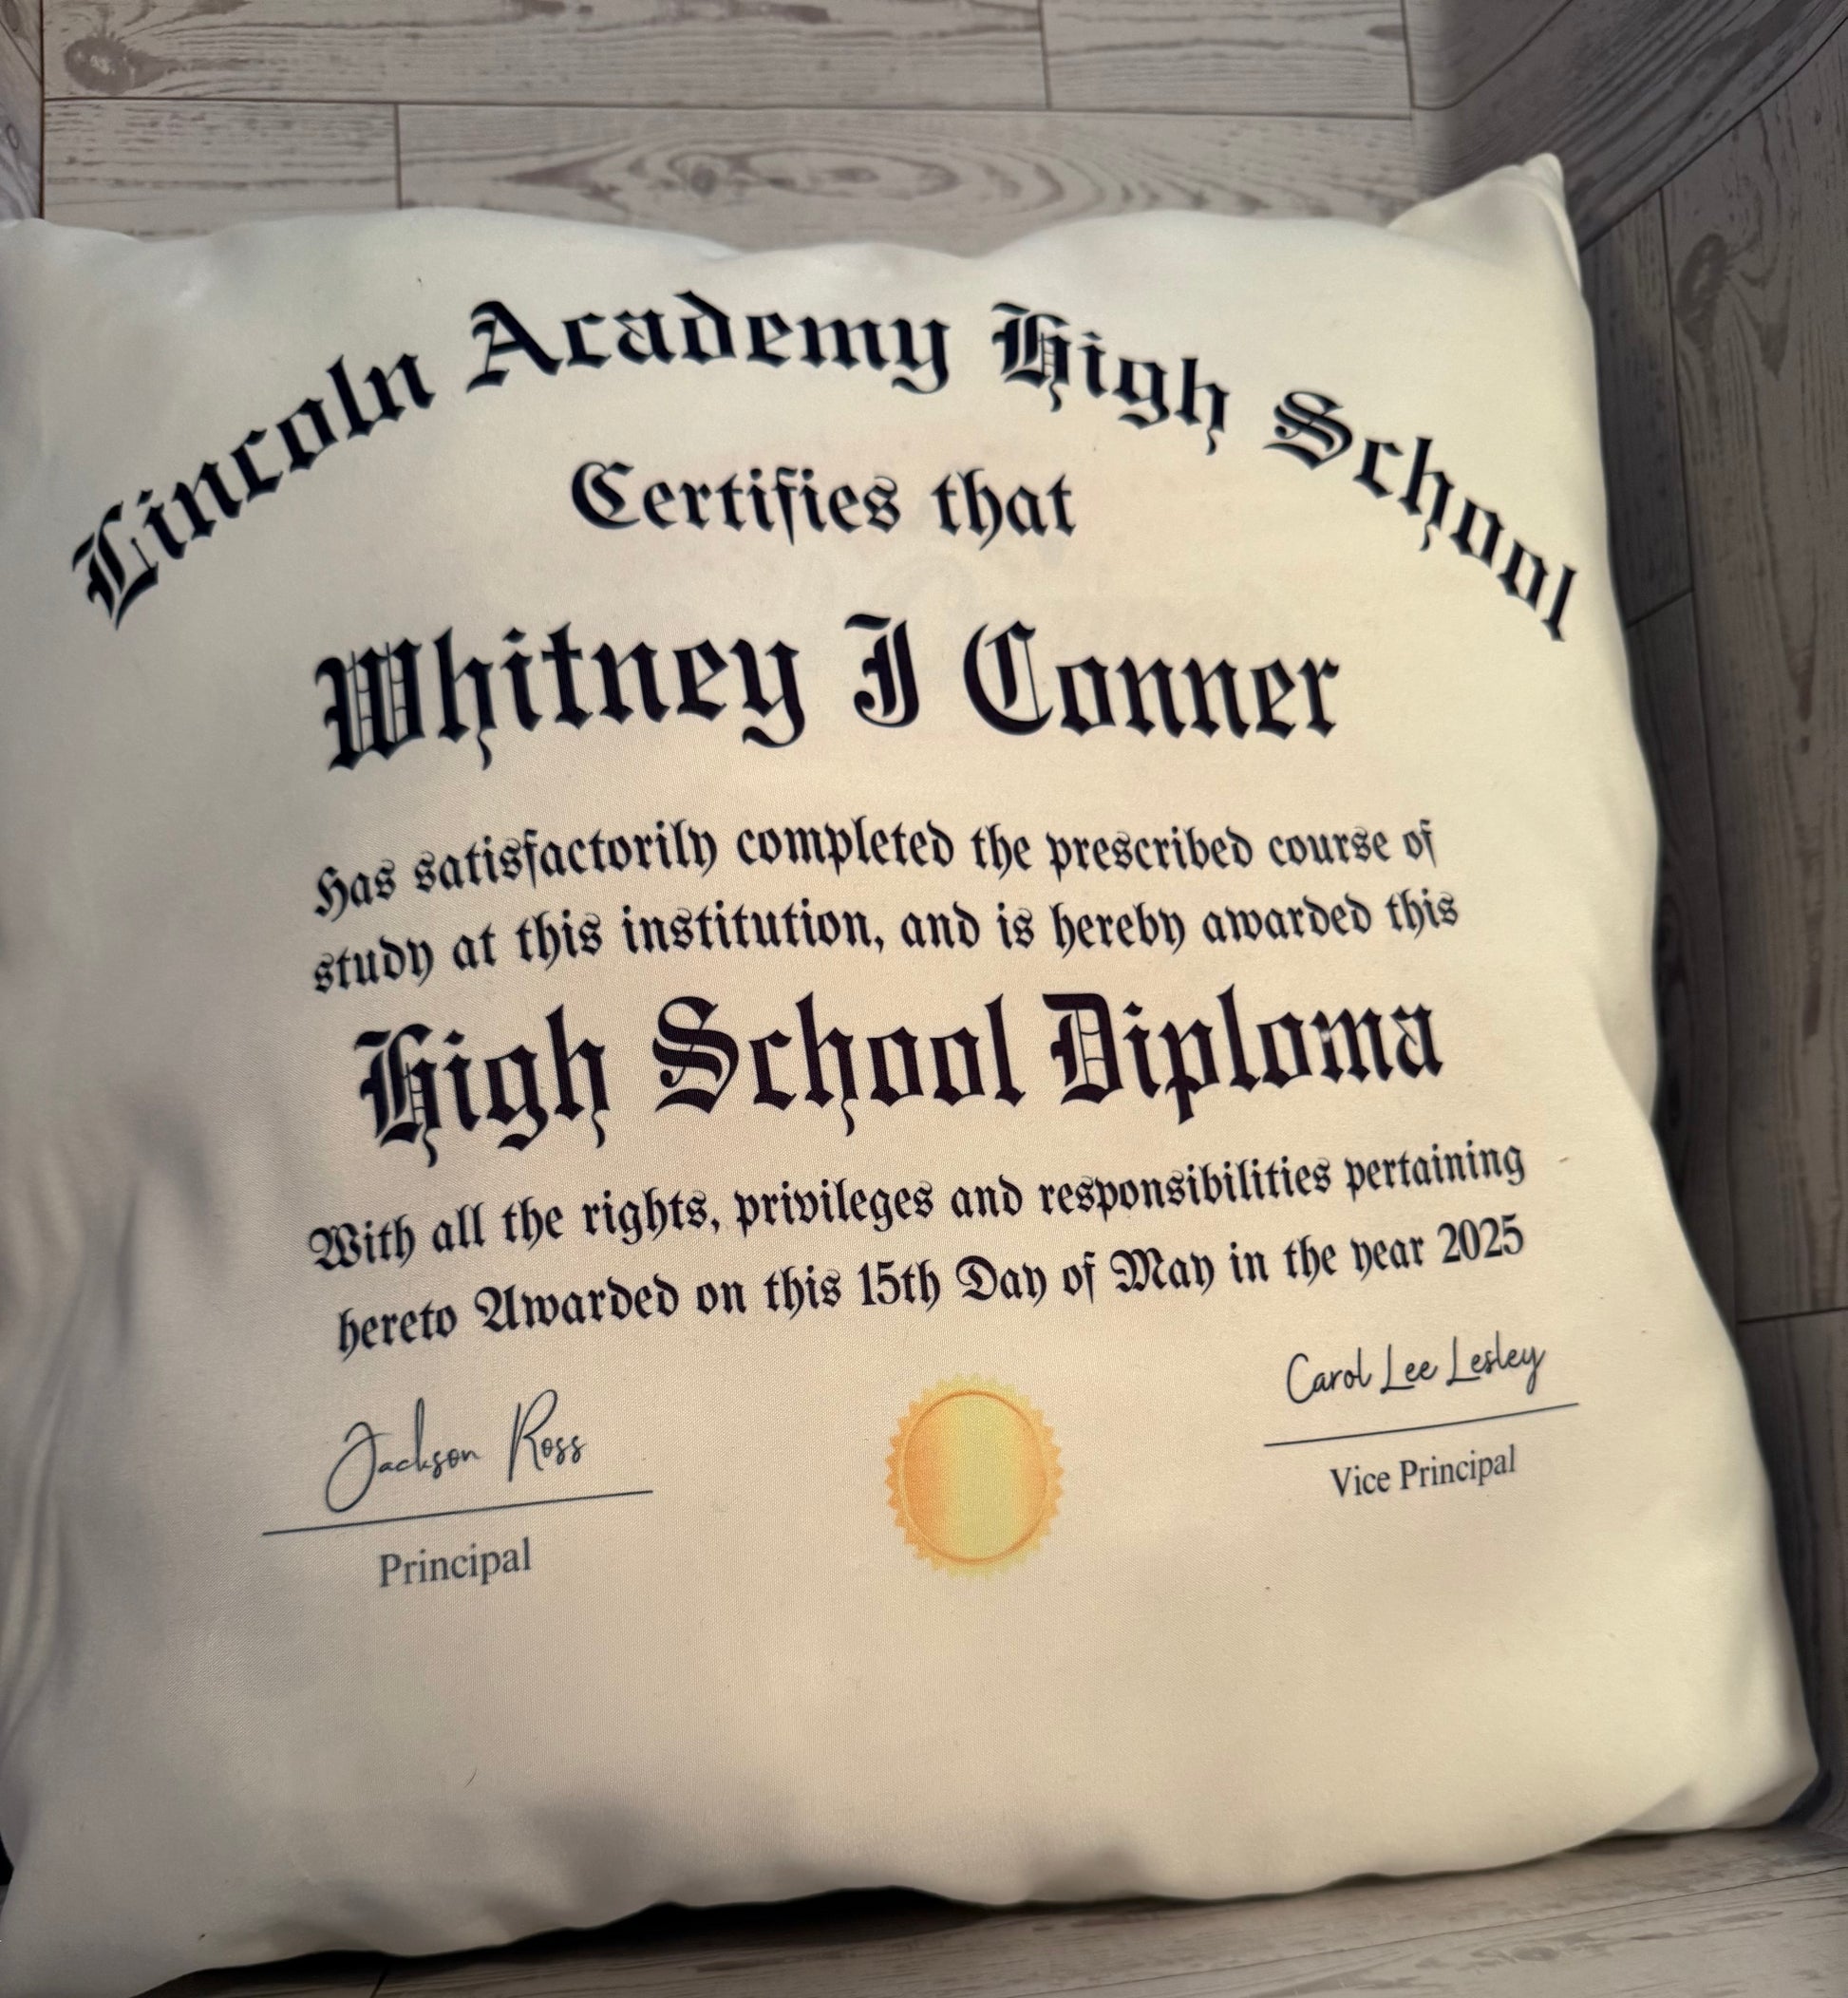 Lincoln Academy High School
Certifies that
Whitney J Conner
Has satisfactorily completed the prescribed course of
study at this institution, and is hereby awarded this
High School Diploma
With all the rights, privileges and responsibilities pertaining
hereto Awarded on this 15th Day of May in the year 2025
Jackson Ross
Principal
Carol Lee Lesley
Vice Principal